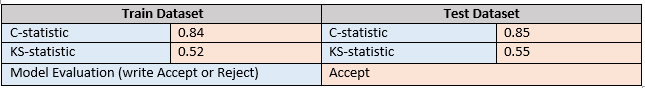 Train Dataset Test Dataset
C-statistic 0.84 C-statistic 0.85
KS-statistic 0.52 KS-statistic 0.55
Model Evaluation (write Accept or Reject) Accept